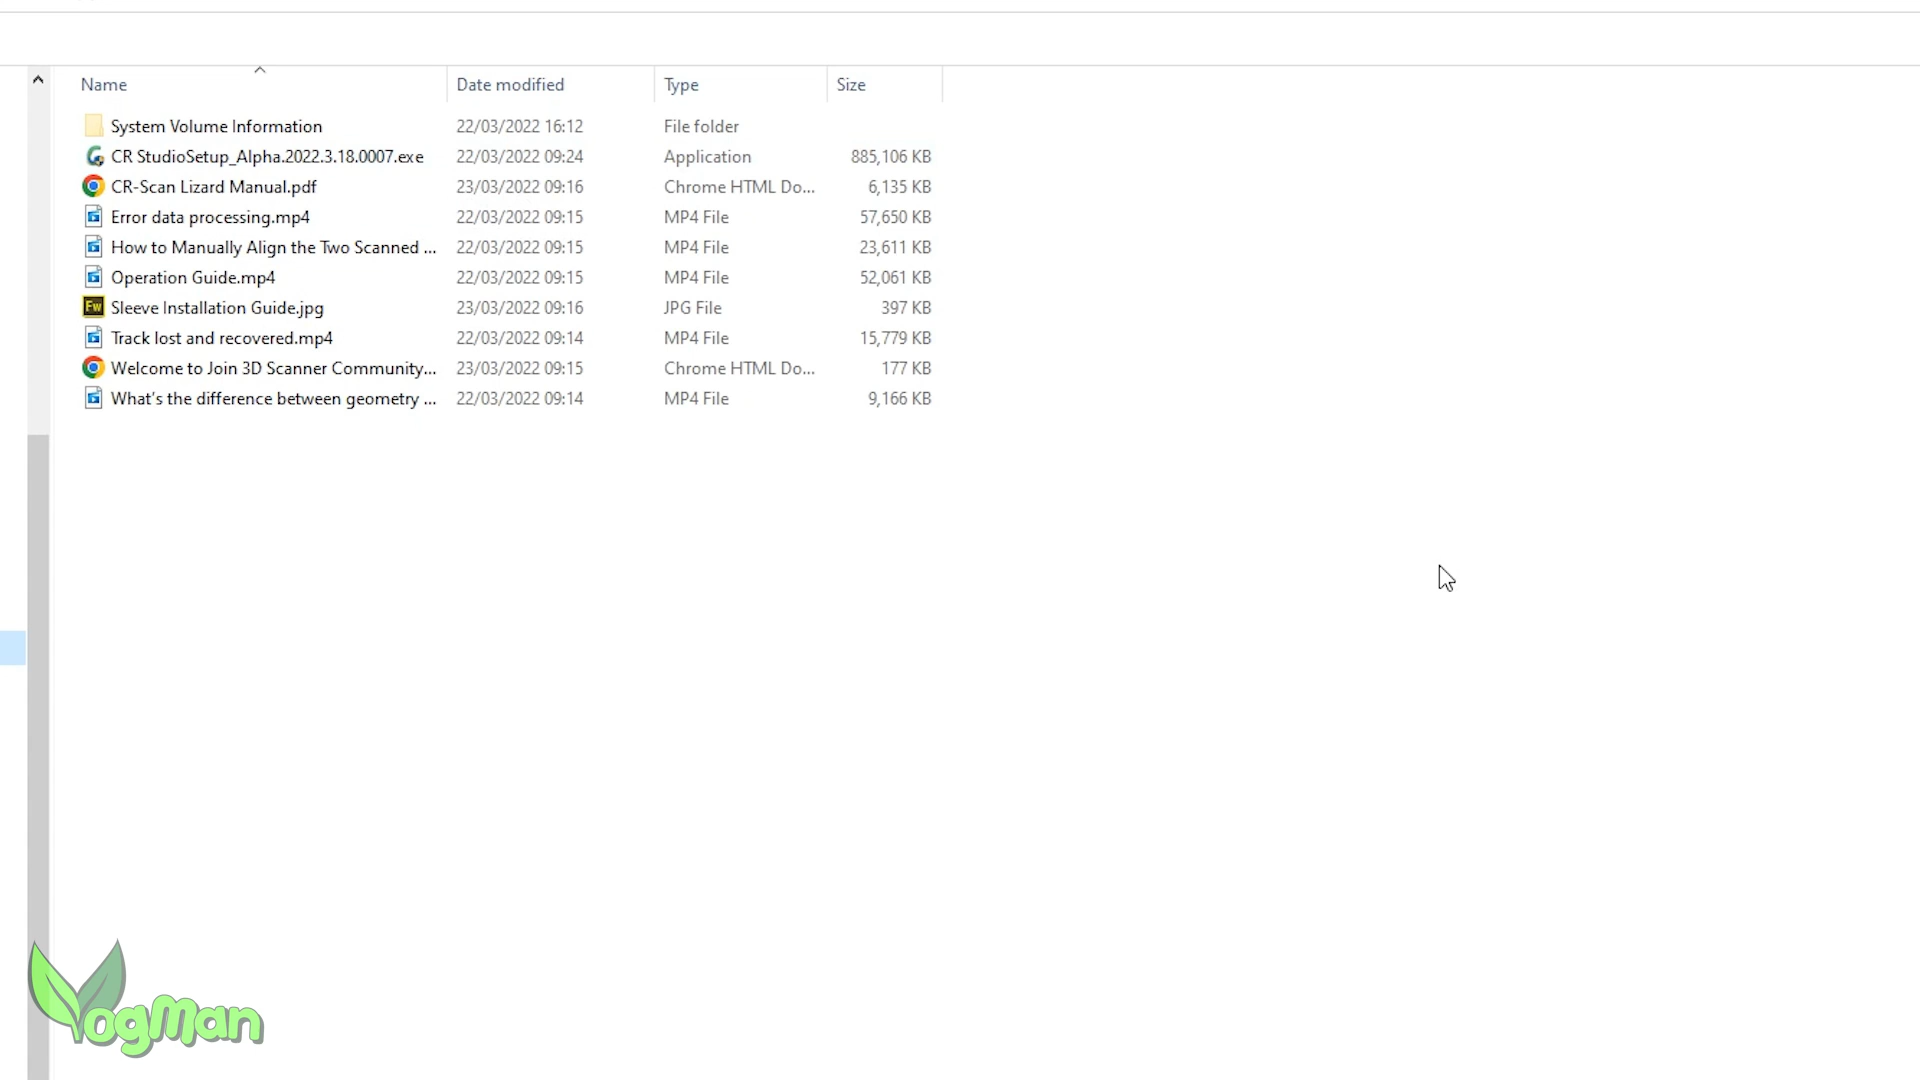 Name Date modified Type Size
System Volume Information 22/03/2022 16:12 File folder
CR StudioSetup_Alpha.2022.3.18.0007.exe 22/03/2022 09:24 Application 885,106 KB
CR-Scan Lizard Manual.pdf 23/03/2022 09:16 Chrome HTML Do... 6,135 KB
Error data processing.mp4 22/03/2022 09:15 MP4 File 57,650 KB
How to Manually Align the Two Scanned ... 22/03/2022 09:15 MP4 File 23,611 KB
Operation Guide.mp4 22/03/2022 09:15 MP4 File 52,061 KB
Fw Sleeve Installation Guide.jpg 23/03/2022 09:16 JPG File 397 KB
Track lost and recovered.mp4 22/03/2022 09:14 MP4 File 15,779 KB
Welcome to Join 3D Scanner Community... 23/03/2022 09:15 Chrome HTML Do... 177 KB
What's the difference between geometry ... 22/03/2022 09:14 MP4 File 9,166 KB
YogMan